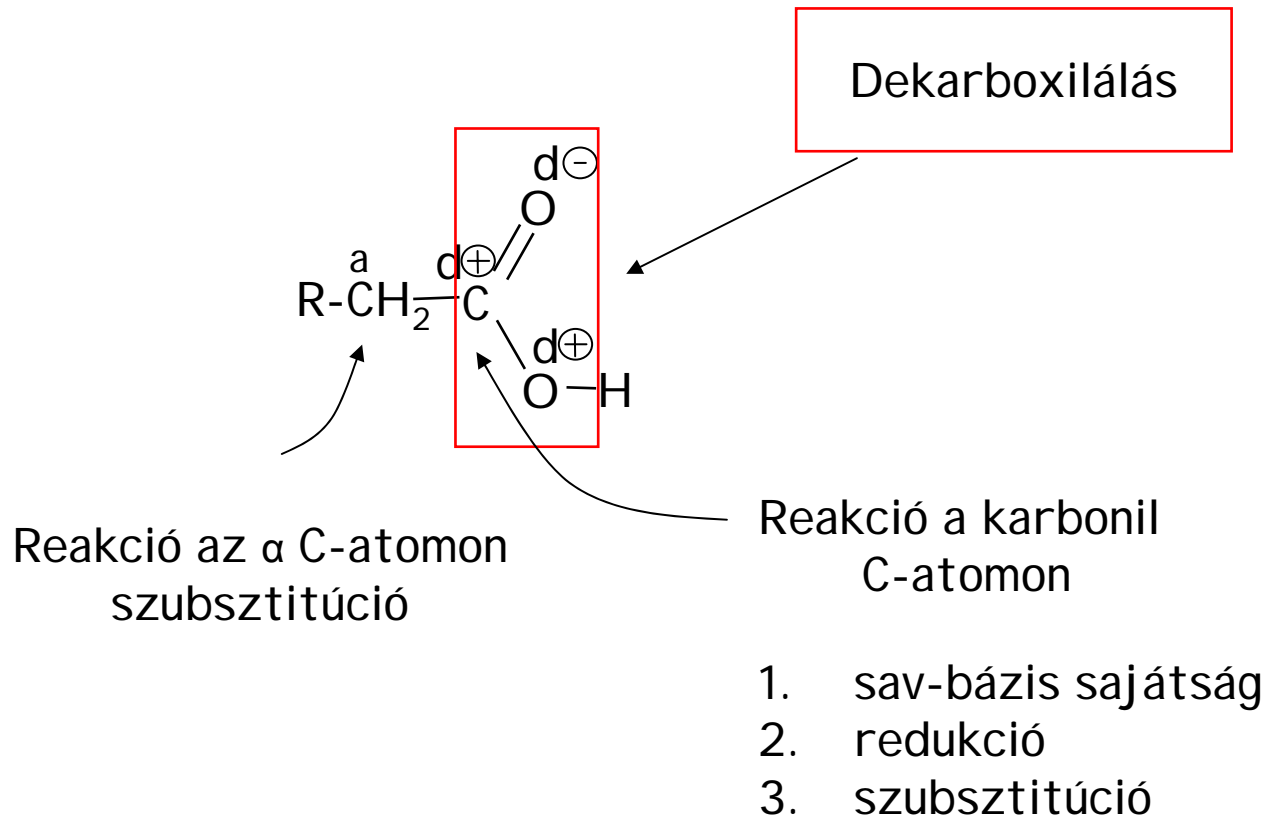 Dekarboxilálás
d⊖
O
a d⊕
R-CH₂ C
d⊕
O H
Reakció az α C-atomon
szubsztitúció
Reakció a karbonil
C-atomon
1. sav-bázis sajátság
2. redukció
3. szubsztitúció